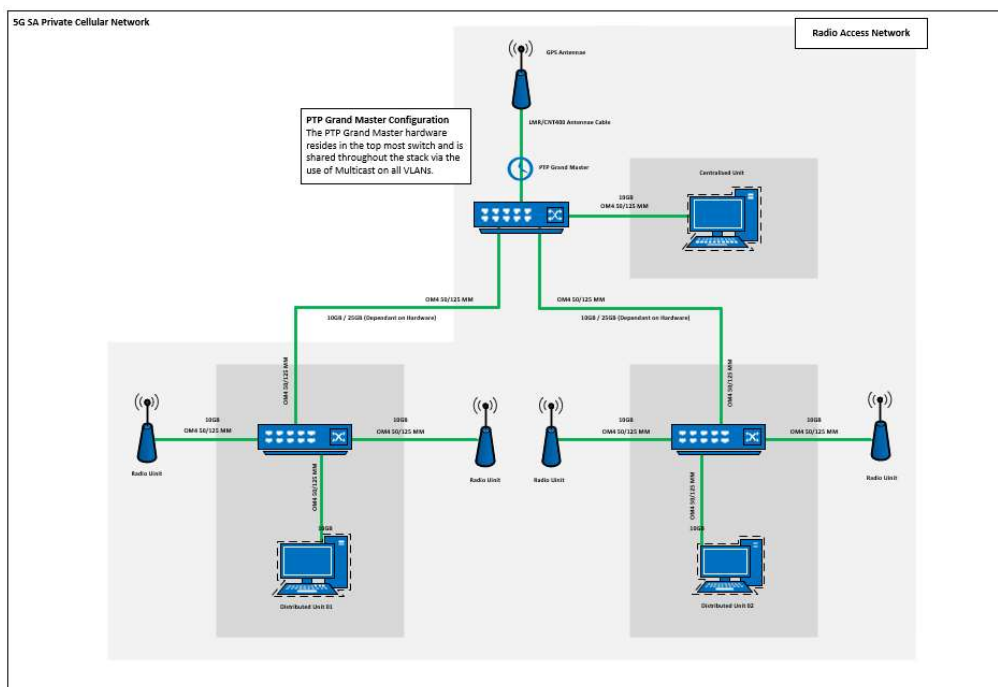 5G SA Private Cellular Network
Radio Access Network
GPS Antennae
LMR/CNT400 Antennae Cable
PTP Grand Master Configuration
The PTP Grand Master hardware
resides in the top most switch and is
shared throughout the stack via the
use of Multicast on all VLANs.
PTP Grand Master
Centralised Unit
10GB
OM4 50/125 MM
OM4 50/125 MM
10GB / 25GB (Dependant on Hardware)
OM4 50/125 MM
10GB / 25GB (Dependant on Hardware)
OM4 50/125 MM
OM4 50/125 MM
10GB
OM4 50/125 MM
10GB
OM4 50/125 MM
10GB
OM4 50/125 MM
10GB
OM4 50/125 MM
Radio Uinit
Radio Uinit
Radio Uinit
Radio Uinit
OM4 50/125 MM
10GB
OM4 50/125 MM
10GB
Distributed Unit 01
Distributed Unit 02